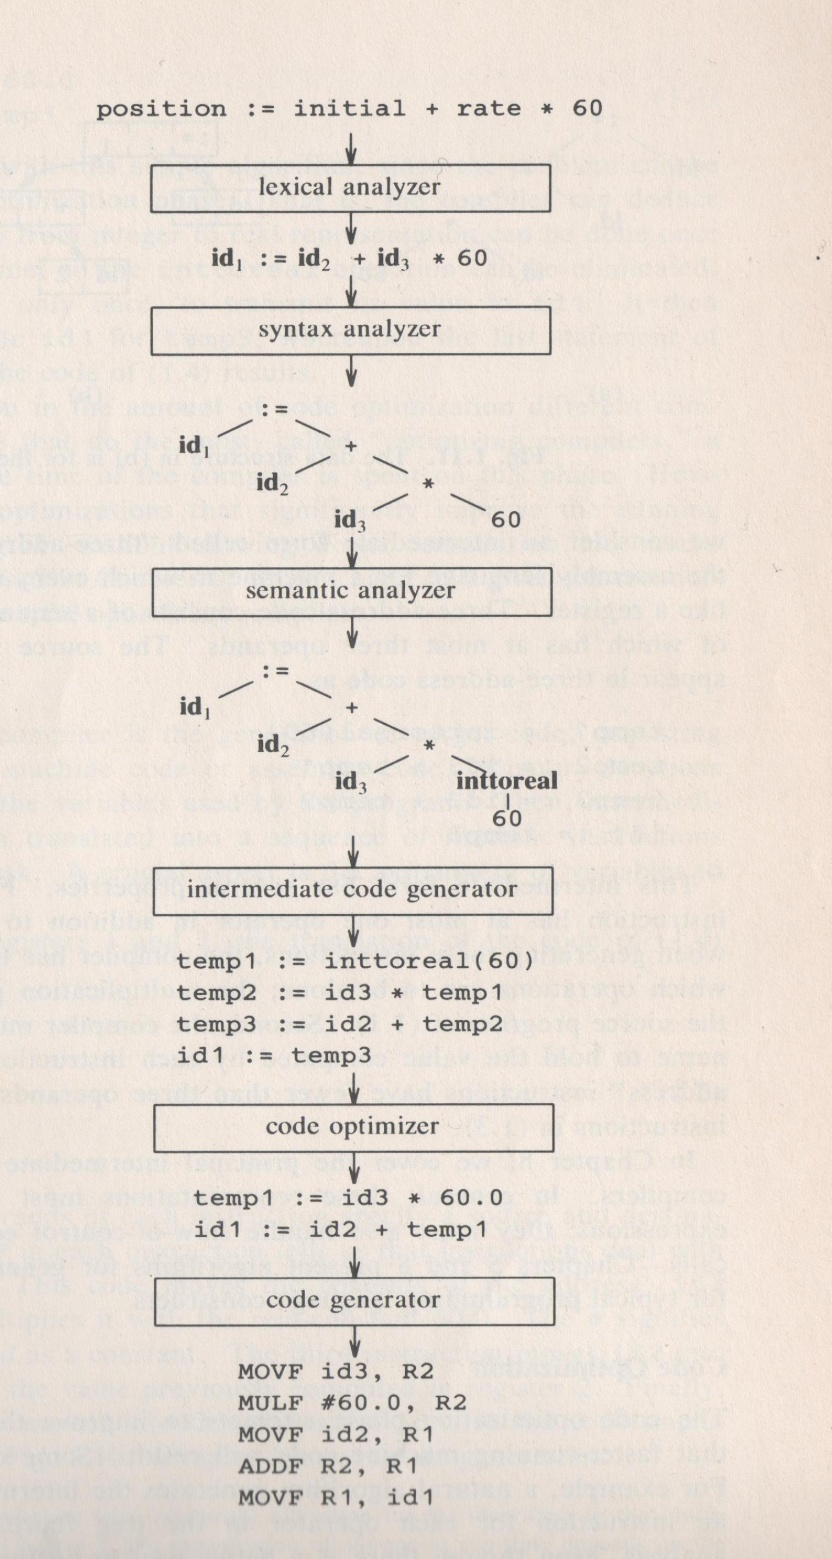 position := initial + rate * 60
lexical analyzer
id₁ := id₂ + id₃ * 60
syntax analyzer
:=
id₁ +
id₂ *
id₃ 60
semantic analyzer
:=
id₁ +
id₂ *
id₃ inttoreal
60
intermediate code generator
temp1 := inttoreal(60)
temp2 := id3 * temp1
temp3 := id2 + temp2
id1 := temp3
code optimizer
temp1 := id3 * 60.0
id1 := id2 + temp1
code generator
MOVF id3, R2
MULF #60.0, R2
MOVF id2, R1
ADDF R2, R1
MOVF R1, id1